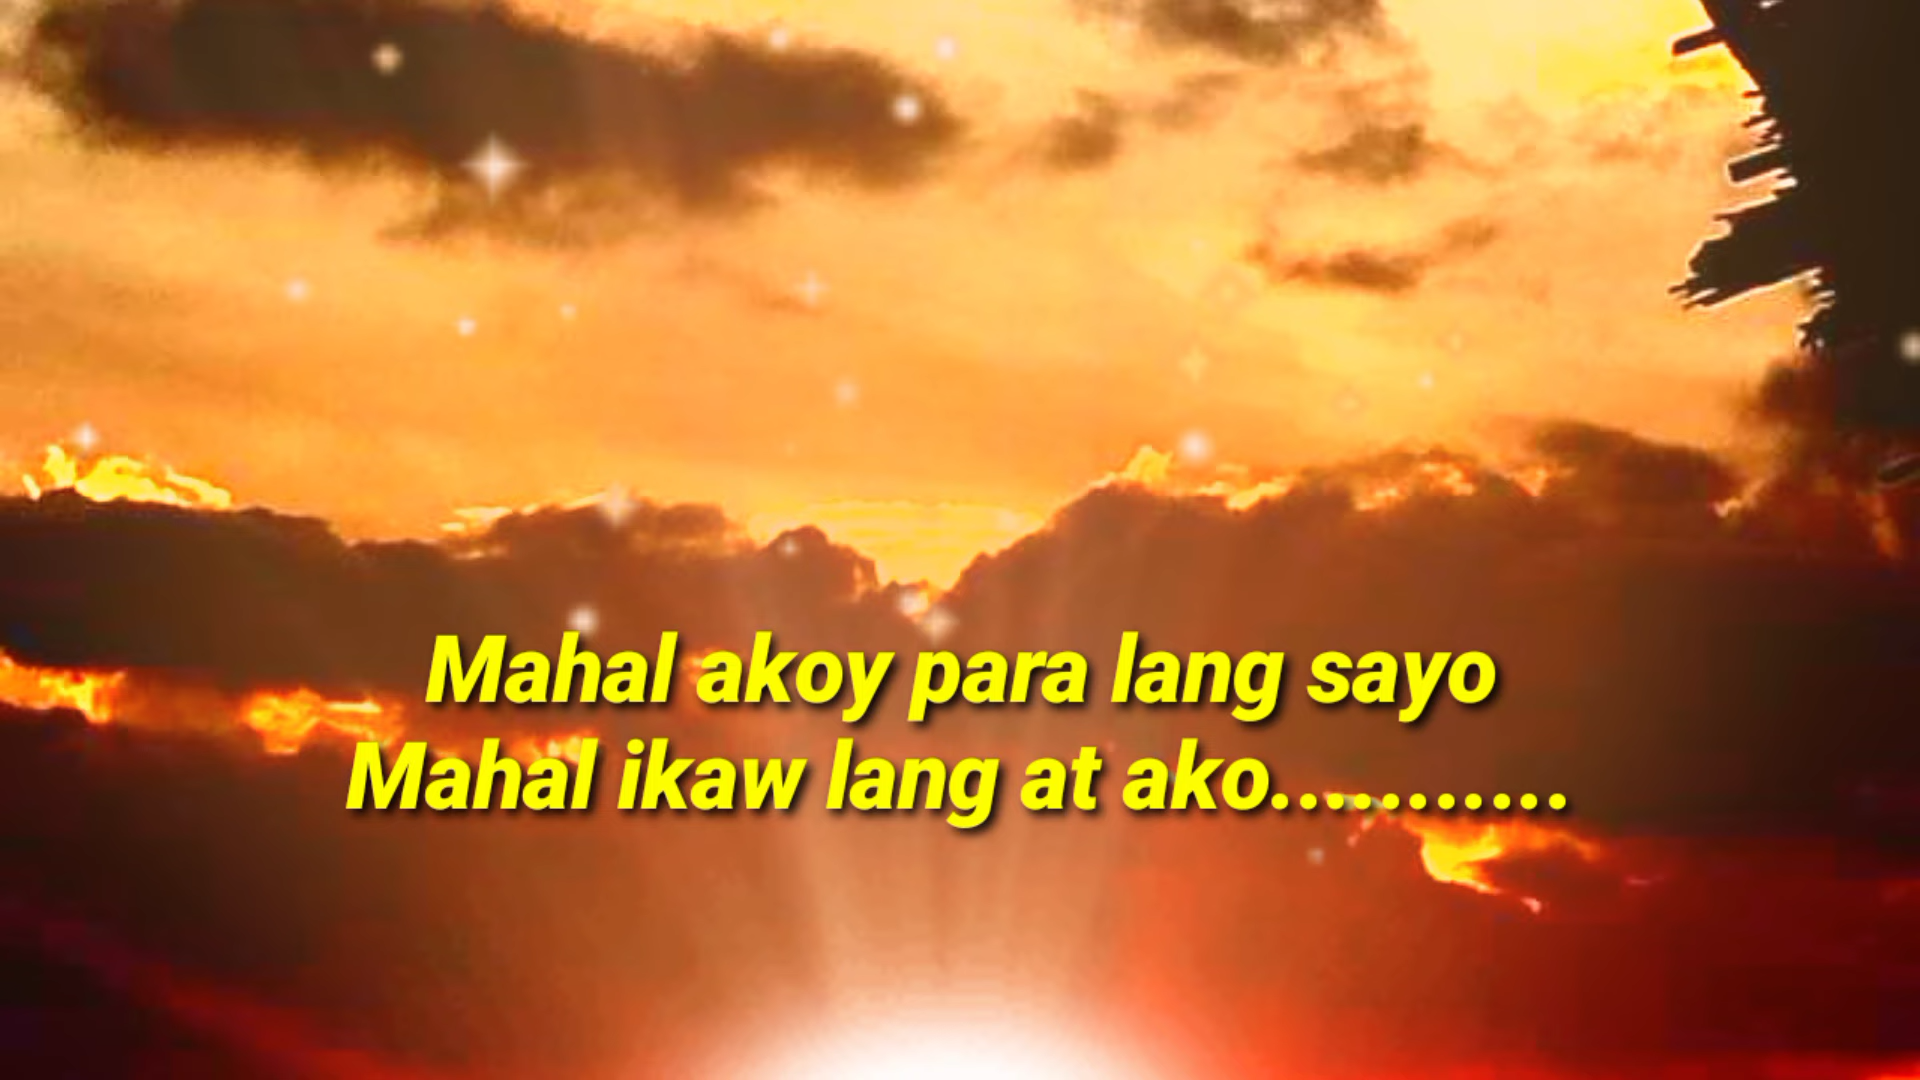 Mahal akoy para lang sayo
Mahal ikaw lang at ako...........